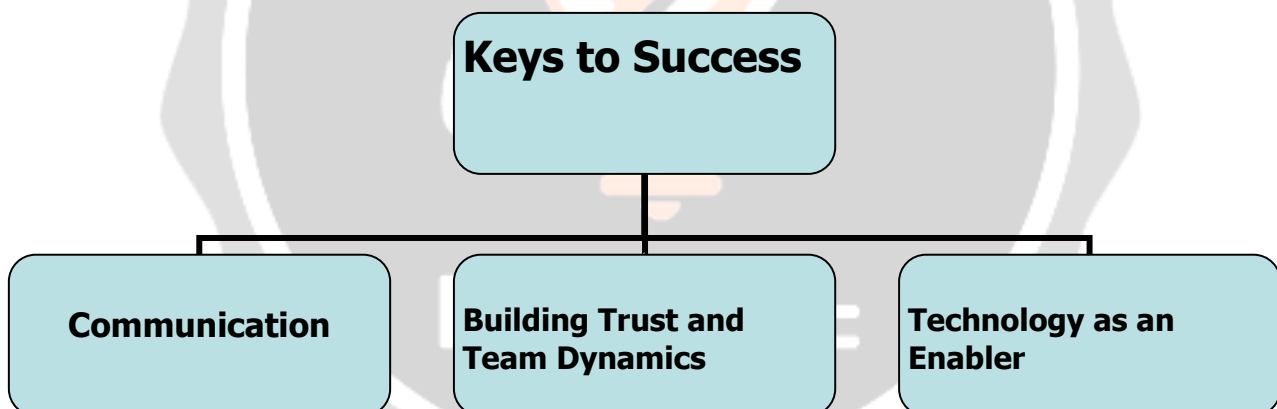 Keys to Success
Communication
Building Trust and
Team Dynamics
Technology as an
Enabler